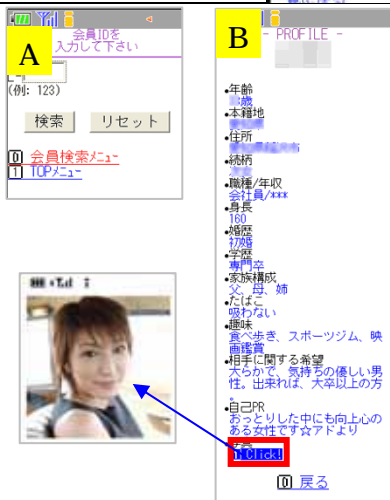 A
会員IDを
入力して下さい
(例: 123)
検索 リセット
0 会員検索ﾒﾆｭｰ
1 TOPﾒﾆｭｰ
B
- PROFILE -
•年齢
歳
•本籍地
•住所
•続柄
•職種/年収
会社員/***
•身長
160
•婚歴
初婚
•学歴
専門卒
•家族構成
父、母、姉
•たばこ
吸わない
•趣味
食べ歩き、スポーツジム、映
画鑑賞
•相手に関する希望
大らかで、気持ちの優しい男
性。出来れば、大卒以上の方
。
•自己PR
おっとりした中にも向上心の
ある女性です☆アドより
Click!
0 戻る